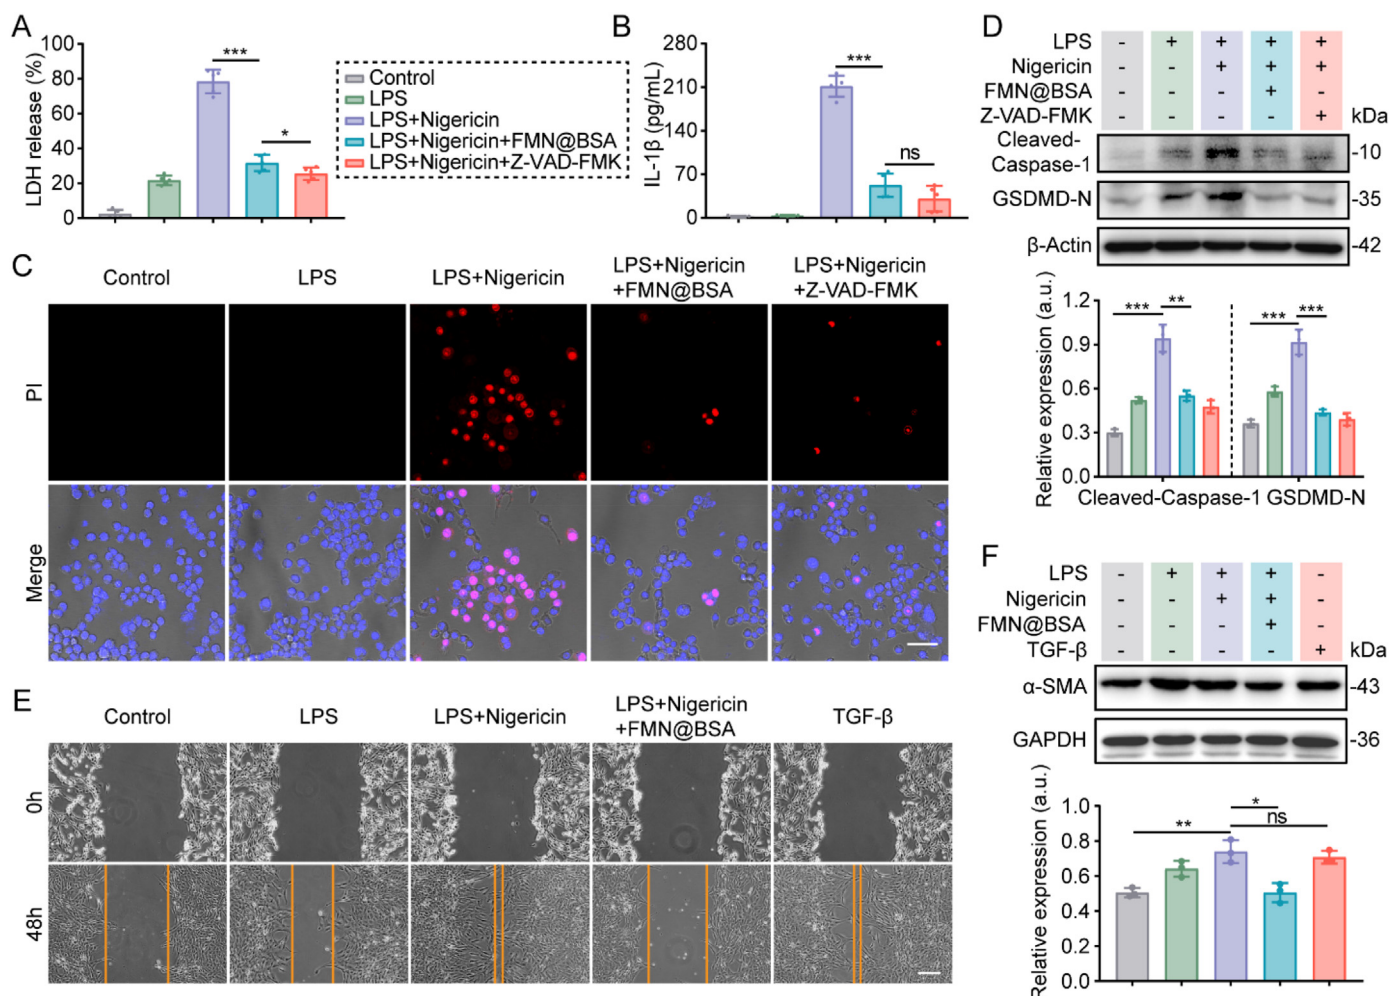 A
LDH release (%)
100
80
60
40
20
0
***
*
Control
LPS
LPS+Nigericin
LPS+Nigericin+FMN@BSA
LPS+Nigericin+Z-VAD-FMK
B
IL-1β (pg/mL)
280
210
140
70
0
***
ns
C
Control
LPS
LPS+Nigericin
LPS+Nigericin
+FMN@BSA
LPS+Nigericin
+Z-VAD-FMK
PI
Merge
D
LPS - + + + +
Nigericin - - + + +
FMN@BSA - - - + -
Z-VAD-FMK - - - - + kDa
Cleaved-
Caspase-1 -10
GSDMD-N -35
β-Actin -42
Relative expression (a.u.)
1.2
0.9
0.6
0.3
0.0
*** **
*** ***
Cleaved-Caspase-1 GSDMD-N
E
Control
LPS
LPS+Nigericin
LPS+Nigericin
+FMN@BSA
TGF-β
0h
48h
F
LPS - + + + -
Nigericin - - + + -
FMN@BSA - - - + -
TGF-β - - - - + kDa
α-SMA -43
GAPDH -36
Relative expression (a.u.)
1.0
0.8
0.6
0.4
0.2
0.0
**
*
ns